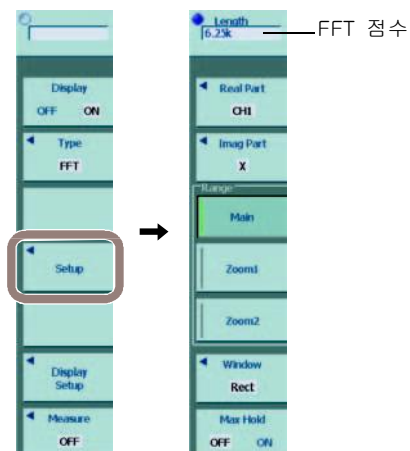 Display
OFF ON
Type
FFT
Setup
Display
Setup
Measure
OFF
Length
6.25k
FFT 점수
Real Part
CH1
Imag Part
X
Range
Main
Zoom1
Zoom2
Window
Rect
Max Hold
OFF ON